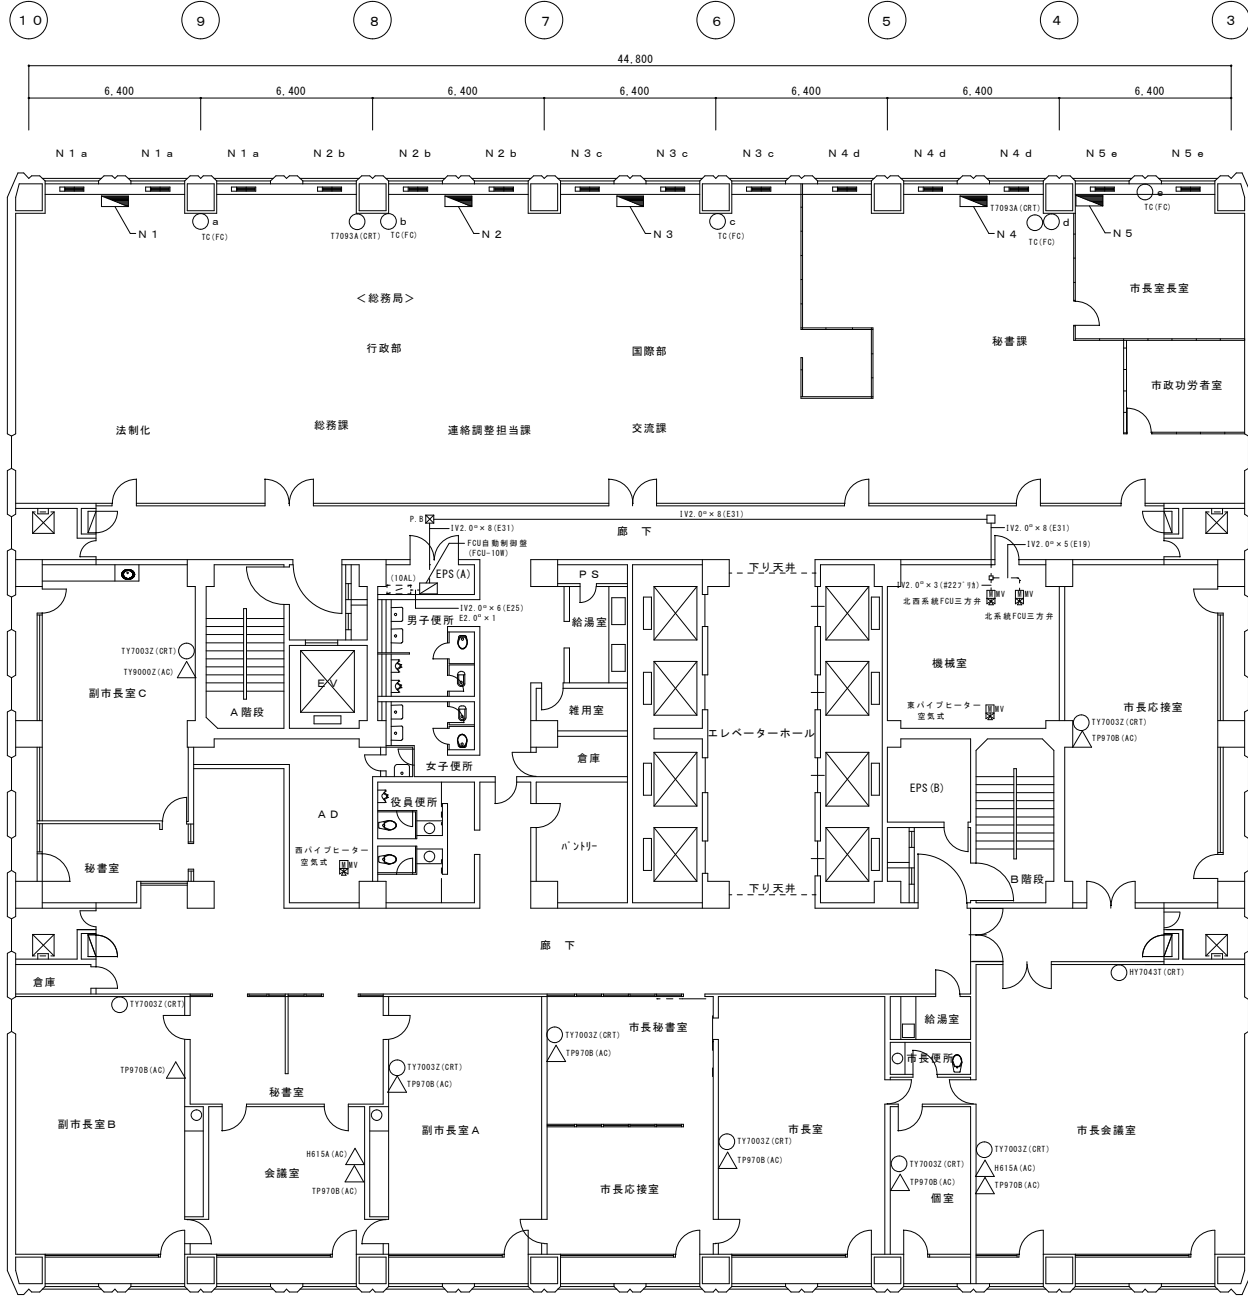 １０ ９ ８ ７ ６ ５ ４ ３
44,800
6,400 6,400 6,400 6,400 6,400 6,400 6,400
N１a N１a N１a N２b N２b N２b N３c N３c N３c N４d N４d N４d N５e N５e
N１ a TC(FC) T7093A(CRT) b TC(FC) N２ N３ c TC(FC) T7093A(CRT) N４ d TC(FC) N５ e TC(FC)
＜総務局＞
市長室長室
行政部
国際部
秘書課
市政功労者室
法制化
総務課
連絡調整担当課
交流課
P.B
IV2.0□×8(E31)
IV2.0□×8(E31)
廊 下
IV2.0□×8(E31)
FCU自動制御盤
(FCU-10W)
IV2.0□×5(E19)
EPS(A)
ＰＳ
下り天井
(10AL)
IV2.0□×6(E25)
E2.0□×1
男子便所
給湯室
北西系統FCU三方弁
MV
MV
北系統FCU三方弁
TY7003Z(CRT)
TY9000Z(AC)
副市長室Ｃ
ＥＶ
Ａ階段
機械室
雑用室
市長応接室
東パイプヒーター
空気式
MV
エレベーターホール
TY7003Z(CRT)
TP970B(AC)
女子便所
倉庫
EPS(B)
ＡＤ
役員便所
パントリー
西パイプヒーター
空気式
MV
秘書室
Ｂ階段
下り天井
廊 下
倉庫
HY7043T(CRT)
TY7003Z(CRT)
給湯室
市長秘書室
TY7003Z(CRT)
TP970B(AC)
市長便所
TP970B(AC)
TY7003Z(CRT)
TP970B(AC)
秘書室
副市長室Ｂ
副市長室Ａ
市長室
市長会議室
TY7003Z(CRT)
TP970B(AC)
H615A(AC)
TP970B(AC)
会議室
市長応接室
TY7003Z(CRT)
TP970B(AC)
個室
TY7003Z(CRT)
H615A(AC)
TP970B(AC)